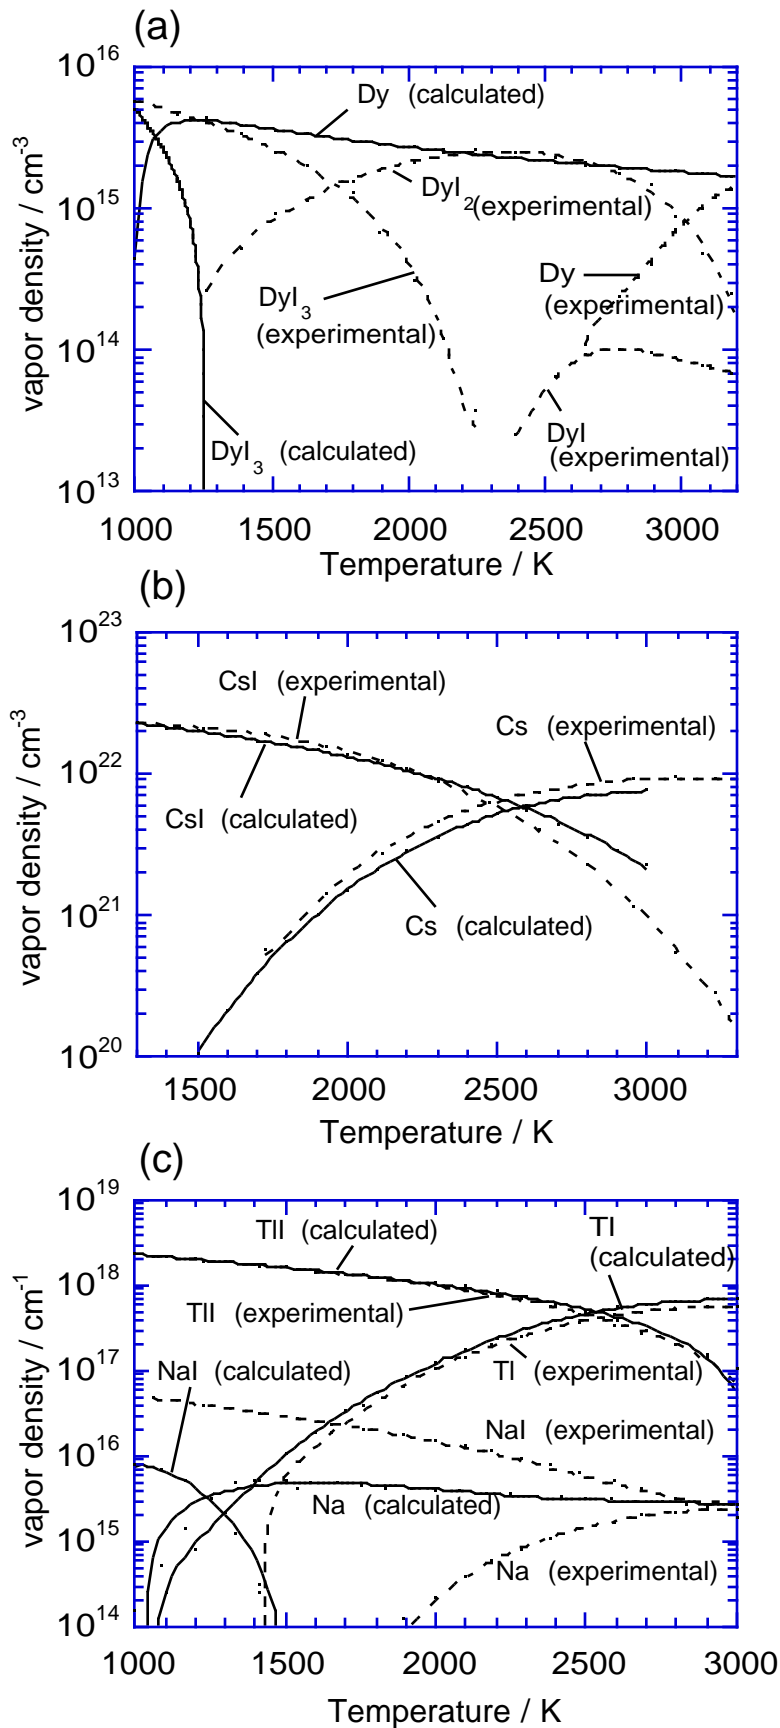 (a)
10^16
Dy (calculated)
10^15
DyI_2 (experimental)
DyI_3
(experimental)
Dy
(experimental)
10^14
DyI
(experimental)
DyI_3 (calculated)
10^13
vapor density / cm^-3
1000 1500 2000 2500 3000
Temperature / K
(b)
10^23
CsI (experimental)
Cs (experimental)
10^22
CsI (calculated)
10^21
Cs (calculated)
10^20
vapor density / cm^-3
1500 2000 2500 3000
Temperature / K
(c)
10^19
TlI (calculated)
Tl
(calculated)
10^18
TlI (experimental)
10^17
NaI (calculated)
Tl (experimental)
NaI (experimental)
10^16
Na (calculated)
10^15
Na (experimental)
10^14
vapor density / cm^-1
1000 1500 2000 2500 3000
Temperature / K